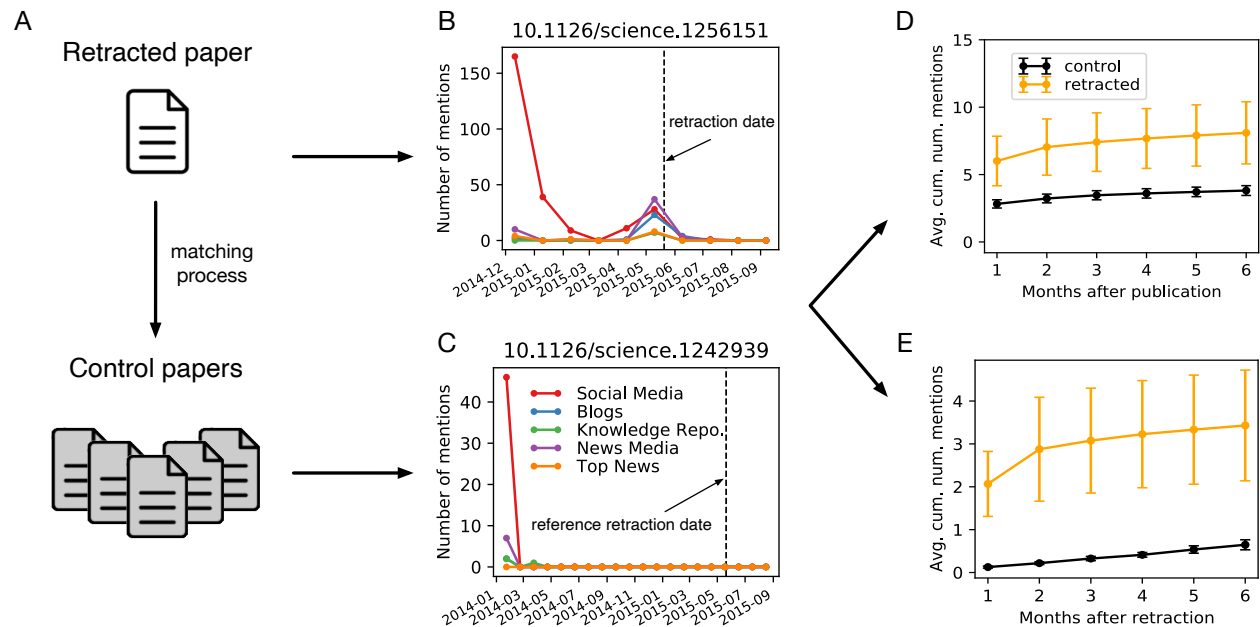 A
Retracted paper
matching
process
Control papers
B
10.1126/science.1256151
Number of mentions
150
100
50
0
retraction date
2014-12
2015-01
2015-02
2015-03
2015-04
2015-05
2015-06
2015-07
2015-08
2015-09
C
10.1126/science.1242939
Number of mentions
40
30
20
10
0
Social Media
Blogs
Knowledge Repo.
News Media
Top News
reference retraction date
2014-01
2014-03
2014-05
2014-07
2014-09
2014-11
2015-01
2015-03
2015-05
2015-07
2015-09
D
Avg. cum. num. mentions
15
10
5
0
control
retracted
1 2 3 4 5 6
Months after publication
E
Avg. cum. num. mentions
4
3
2
1
0
1 2 3 4 5 6
Months after retraction